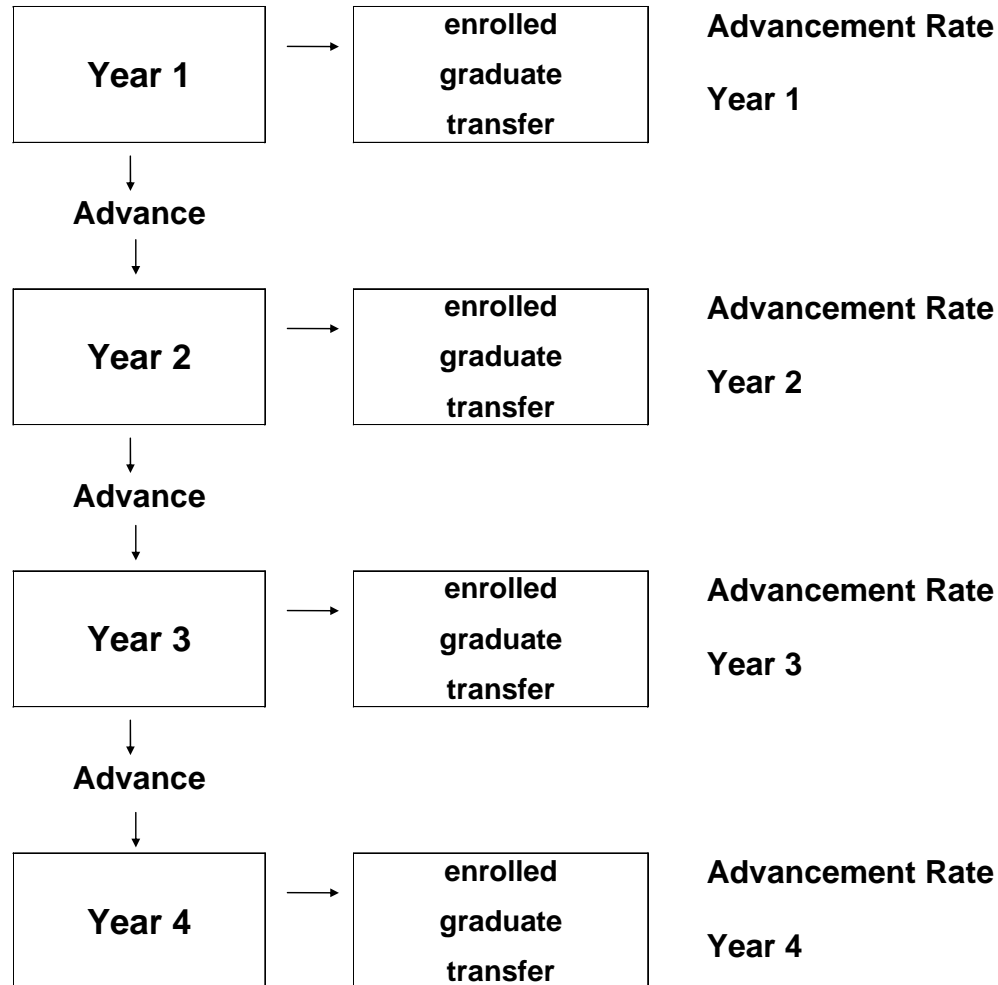 enrolled
Advancement Rate
Year 1
graduate
Year 1
transfer
Advance
enrolled
Advancement Rate
Year 2
graduate
Year 2
transfer
Advance
enrolled
Advancement Rate
Year 3
graduate
Year 3
transfer
Advance
enrolled
Advancement Rate
Year 4
graduate
Year 4
transfer